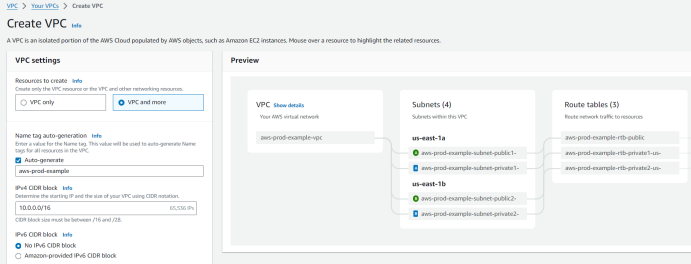 VPC > Your VPCs > Create VPC
Create VPC Info
A VPC is an isolated portion of the AWS Cloud populated by AWS objects, such as Amazon EC2 instances. Mouse over a resource to highlight the related resources.
VPC settings
Resources to create Info
Create only the VPC resource or the VPC and other networking resources.
VPC only
VPC and more
Name tag auto-generation Info
Enter a value for the Name tag. This value will be used to auto-generate Name
tags for all resources in the VPC.
Auto-generate
aws-prod-example
IPv4 CIDR block Info
Determine the starting IP and the size of your VPC using CIDR notation.
10.0.0.0/16
65,536 IPs
CIDR block size must be between /16 and /28.
IPv6 CIDR block Info
No IPv6 CIDR block
Amazon-provided IPv6 CIDR block
Preview
VPC Show details
Your AWS virtual network
aws-prod-example-vpc
Subnets (4)
Subnets within this VPC
us-east-1a
aws-prod-example-subnet-public1-
aws-prod-example-subnet-private1-
us-east-1b
aws-prod-example-subnet-public2-
aws-prod-example-subnet-private2-
Route tables (3)
Route network traffic to resources
aws-prod-example-rtb-public
aws-prod-example-rtb-private1-us-
aws-prod-example-rtb-private2-us-